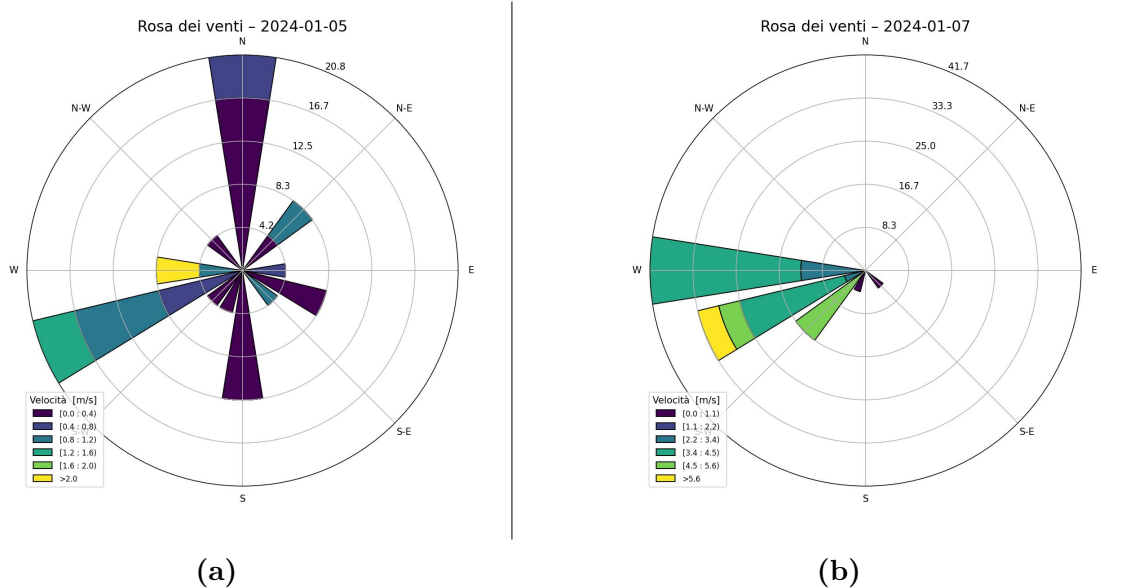 Rosa dei venti – 2024-01-05
N
20.8
16.7
12.5
8.3
4.2
N-W
N-E
W
E
S-W
S-E
S
Velocità [m/s]
[0.0 : 0.4)
[0.4 : 0.8)
[0.8 : 1.2)
[1.2 : 1.6)
[1.6 : 2.0)
>2.0
(a)
Rosa dei venti – 2024-01-07
N
41.7
33.3
25.0
16.7
8.3
N-W
N-E
W
E
S-W
S-E
S
Velocità [m/s]
[0.0 : 1.1)
[1.1 : 2.2)
[2.2 : 3.4)
[3.4 : 4.5)
[4.5 : 5.6)
>5.6
(b)